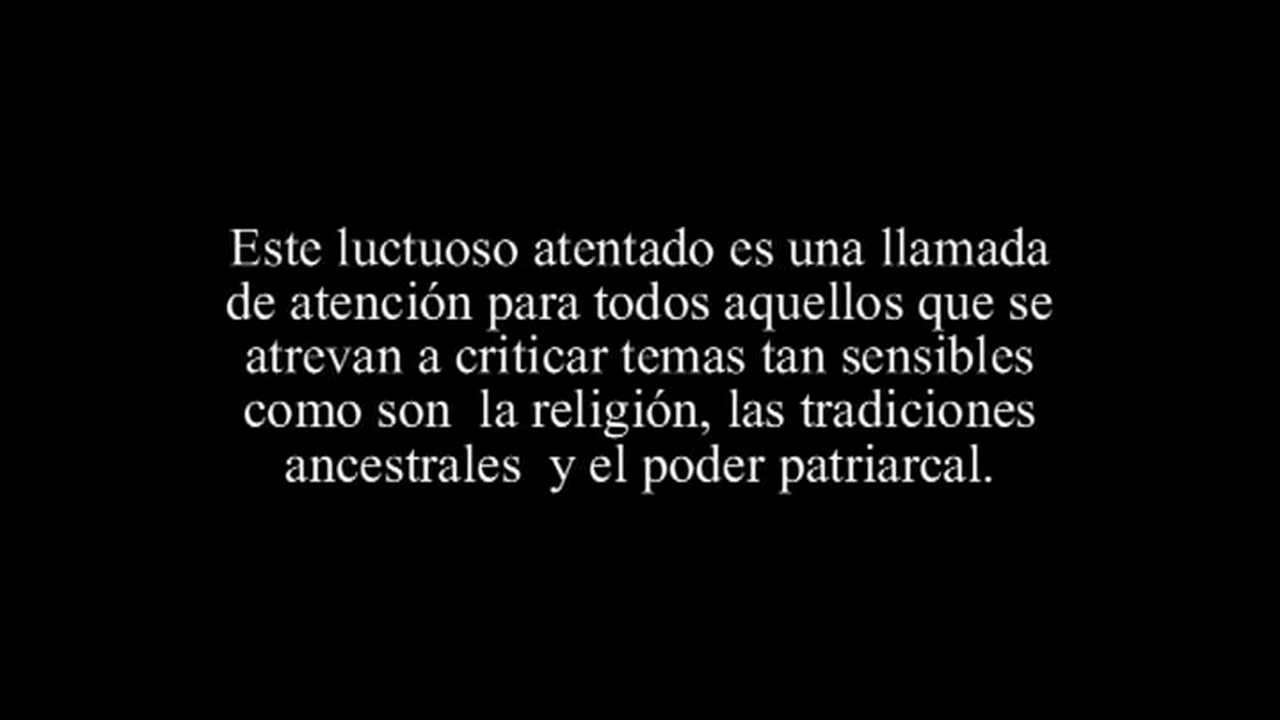 Este luctuoso atentado es una llamada
de atención para todos aquellos que se
atrevan a criticar temas tan sensibles
como son  la religión, las tradiciones
ancestrales  y el poder patriarcal.